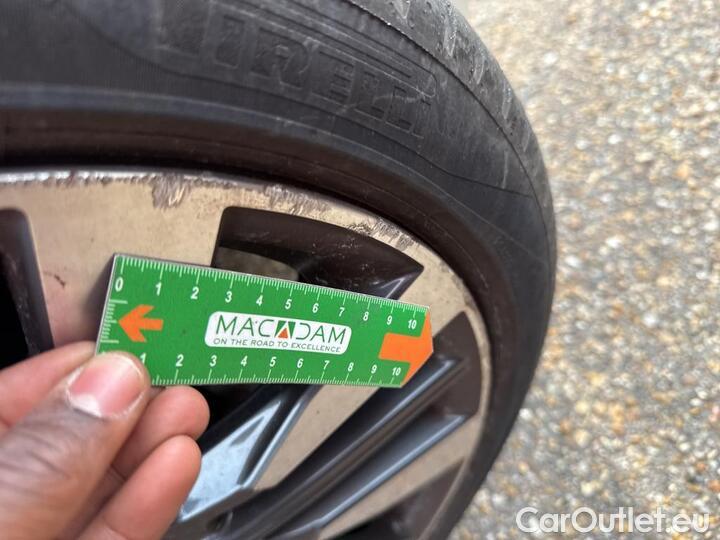 PIRELLI
0 1 2 3 4 5 6 7 8 9 10
MACADAM
ON THE ROAD TO EXCELLENCE
1 2 3 4 5 6 7 8 9 10
CarOutlet.eu